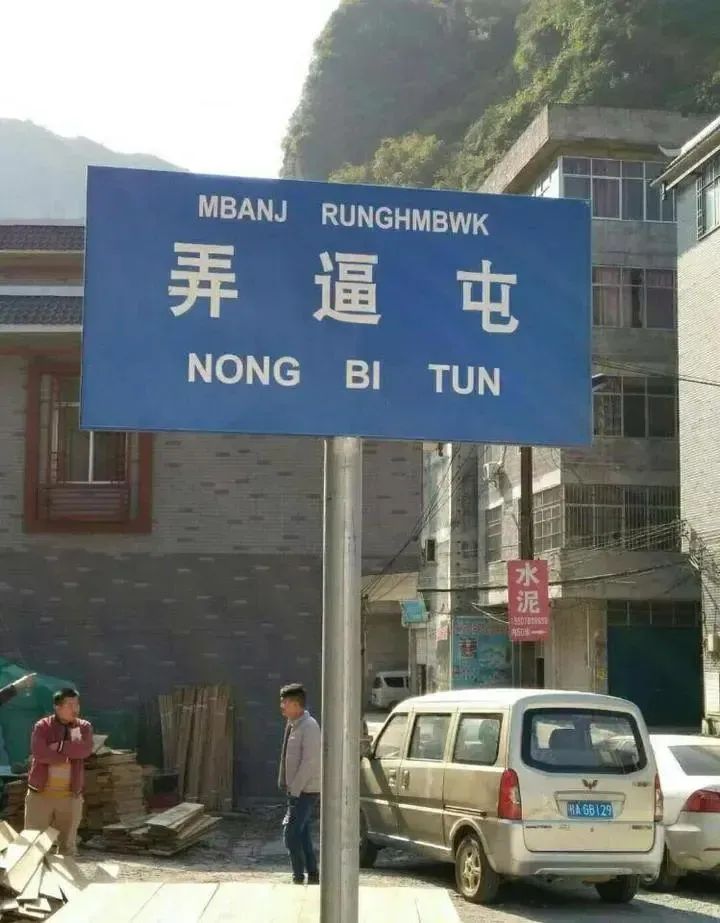 MBANJ RUNGHMBWK
弄逼屯
NONG BI TUN
水泥